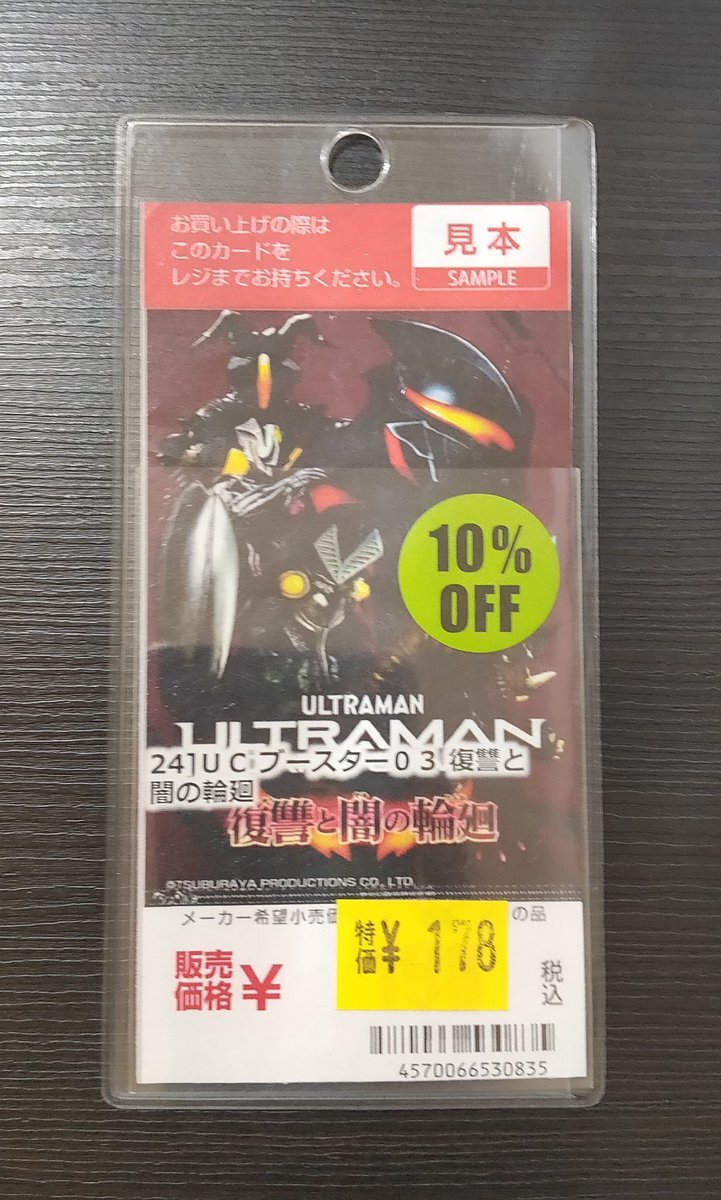 お買い上げの際は
このカードを
レジまでお持ちください。
見本
SAMPLE
10%
OFF
ULTRAMAN
ULTRAMAN
241UC ブースター03 復讐と
闇の輪廻
復讐と闇の輪廻
©TSUBURAYA PRODUCTIONS CO., LTD.
メーカー希望小売価 の品
特価 ¥ 178
販売価格 ¥
税込
4570066530835